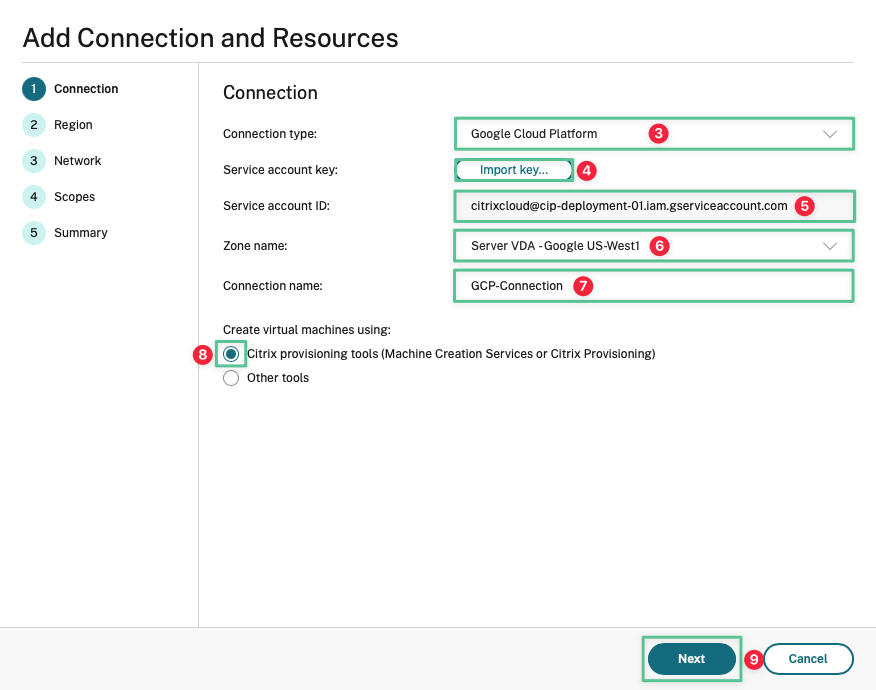 Add Connection and Resources
1 Connection
2 Region
3 Network
4 Scopes
5 Summary
Connection
Connection type: Google Cloud Platform 3
Service account key: Import key... 4
Service account ID: citrixcloud@cip-deployment-01.iam.gserviceaccount.com 5
Zone name: Server VDA - Google US-West1 6
Connection name: GCP-Connection 7
Create virtual machines using:
8 Citrix provisioning tools (Machine Creation Services or Citrix Provisioning)
Other tools
Next 9 Cancel